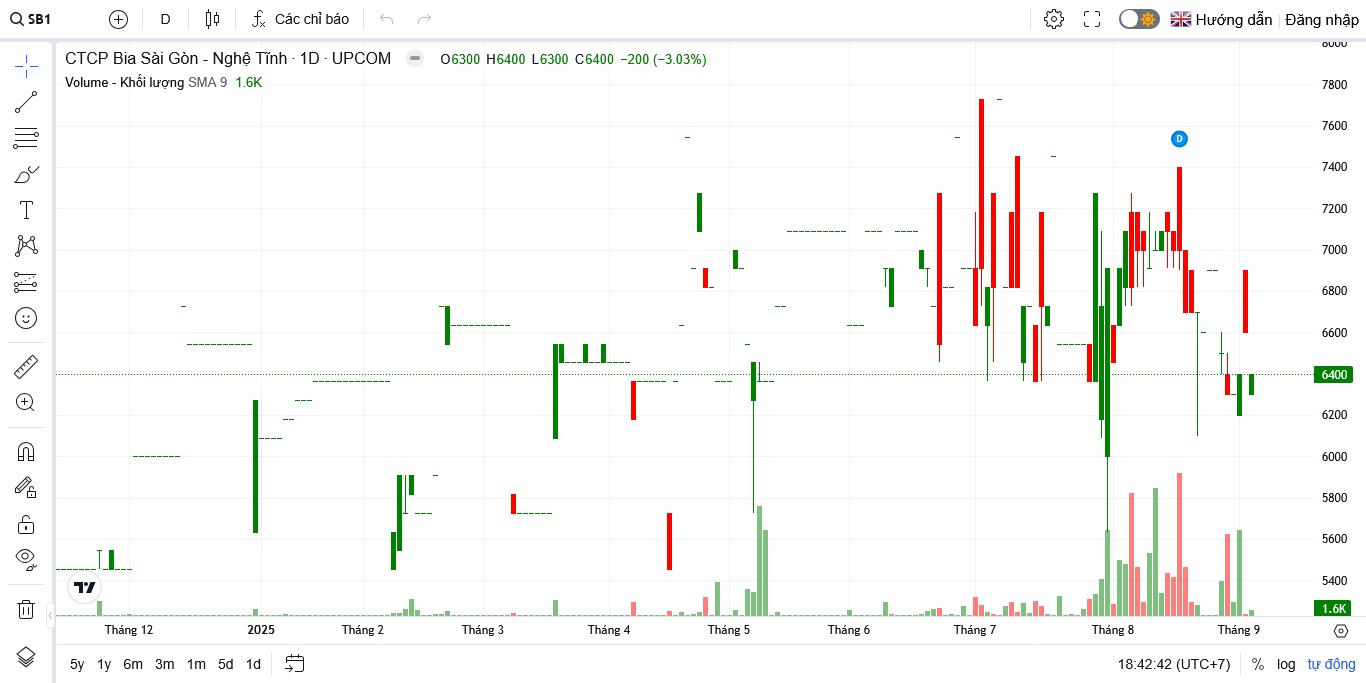 SB1 D Các chỉ báo Hướng dẫn Đăng nhập
CTCP Bia Sài Gòn - Nghệ Tĩnh · 1D · UPCOM O6300 H6400 L6300 C6400 −200 (−3.03%)
Volume - Khối lượng SMA 9 1.6K
8000
7800
7600
D
7400
7200
7000
6800
6600
6400
6200
6000
5800
5600
5400
1.6K
Tháng 12 2025 Tháng 2 Tháng 3 Tháng 4 Tháng 5 Tháng 6 Tháng 7 Tháng 8 Tháng 9
5y 1y 6m 3m 1m 5d 1d 18:42:42 (UTC+7) % log tự động